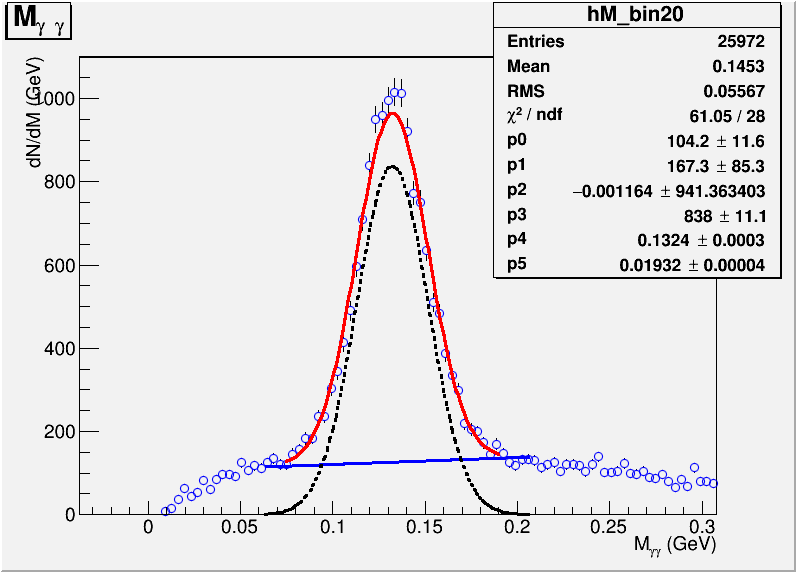 M γ γ
hM_bin20
Entries 25972
Mean 0.1453
RMS 0.05567
χ² / ndf 61.05 / 28
p0 104.2 ± 11.6
p1 167.3 ± 85.3
p2 −0.001164 ± 941.363403
p3 838 ± 11.1
p4 0.1324 ± 0.0003
p5 0.01932 ± 0.00004
dN/dM (GeV)
1000
800
600
400
200
0
0 0.05 0.1 0.15 0.2 0.25 0.3
Mγγ (GeV)